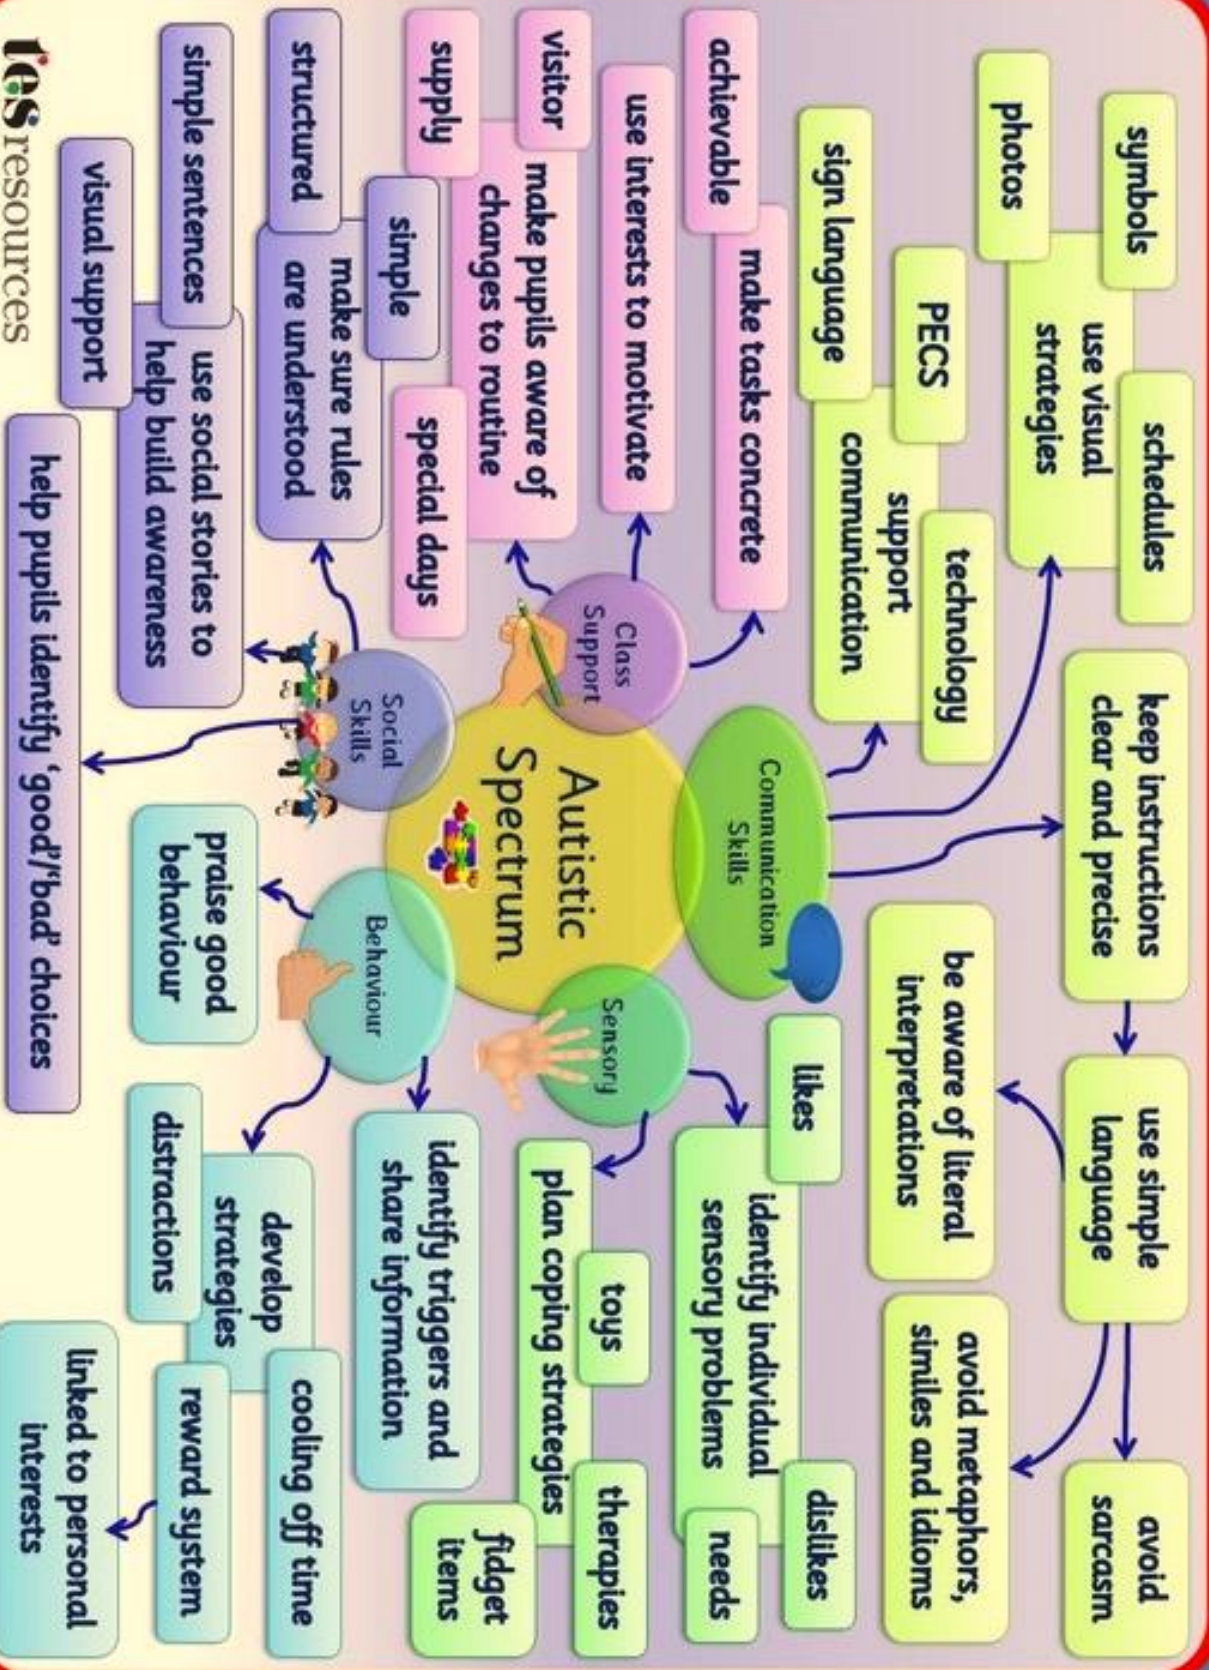 symbols
schedules
photos
use visual
strategies
keep instructions
clear and precise
use simple
language
avoid
sarcasm
be aware of literal
interpretations
avoid metaphors,
similes and idioms
PECS
technology
sign language
support
communication
Communication
Skills
likes
dislikes
identify individual
sensory problems
needs
achievable
make tasks concrete
use interests to motivate
Class
Support
Sensory
toys
therapies
plan coping strategies
fidget
items
visitor
make pupils aware of
changes to routine
supply
special days
Autistic
Spectrum
simple
structured
make sure rules
are understood
Social
Skills
Behaviour
identify triggers and
share information
simple sentences
use social stories to
help build awareness
visual support
praise good
behaviour
develop
strategies
cooling off time
distractions
reward system
linked to personal
interests
help pupils identify ‘good’/‘bad’ choices
tes resources